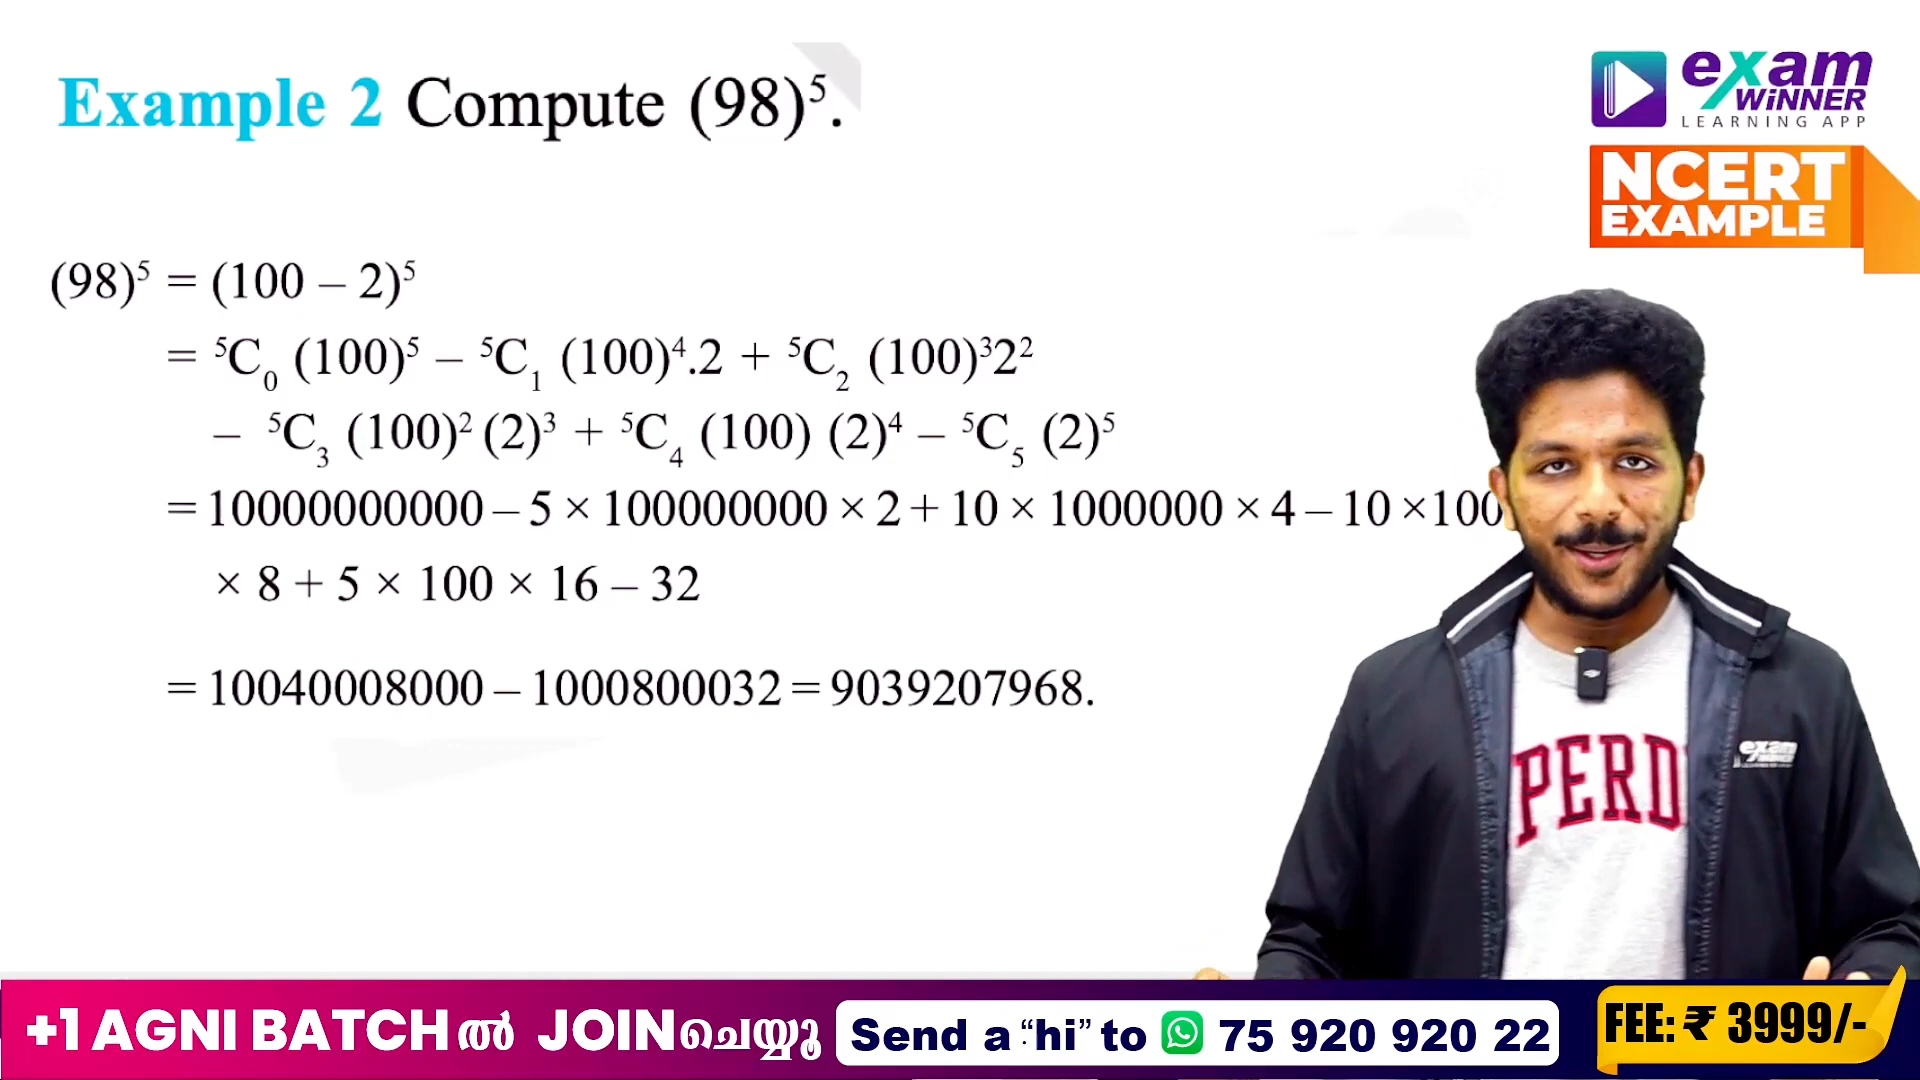 Example 2 Compute (98)⁵.
exam
WiNNER
LEARNING APP
NCERT
EXAMPLE
(98)⁵ = (100 – 2)⁵
= ⁵C₀ (100)⁵ – ⁵C₁ (100)⁴.2 + ⁵C₂ (100)³2²
– ⁵C₃ (100)² (2)³ + ⁵C₄ (100) (2)⁴ – ⁵C₅ (2)⁵
= 10000000000 – 5 × 100000000 × 2 + 10 × 1000000 × 4 – 10 ×100
× 8 + 5 × 100 × 16 – 32
= 10040008000 – 1000800032 = 9039207968.
exam
PERD
+1 AGNI BATCH ൽ JOIN ചെയ്യൂ
Send a “hi” to 75 920 920 22
FEE: ₹ 3999/-